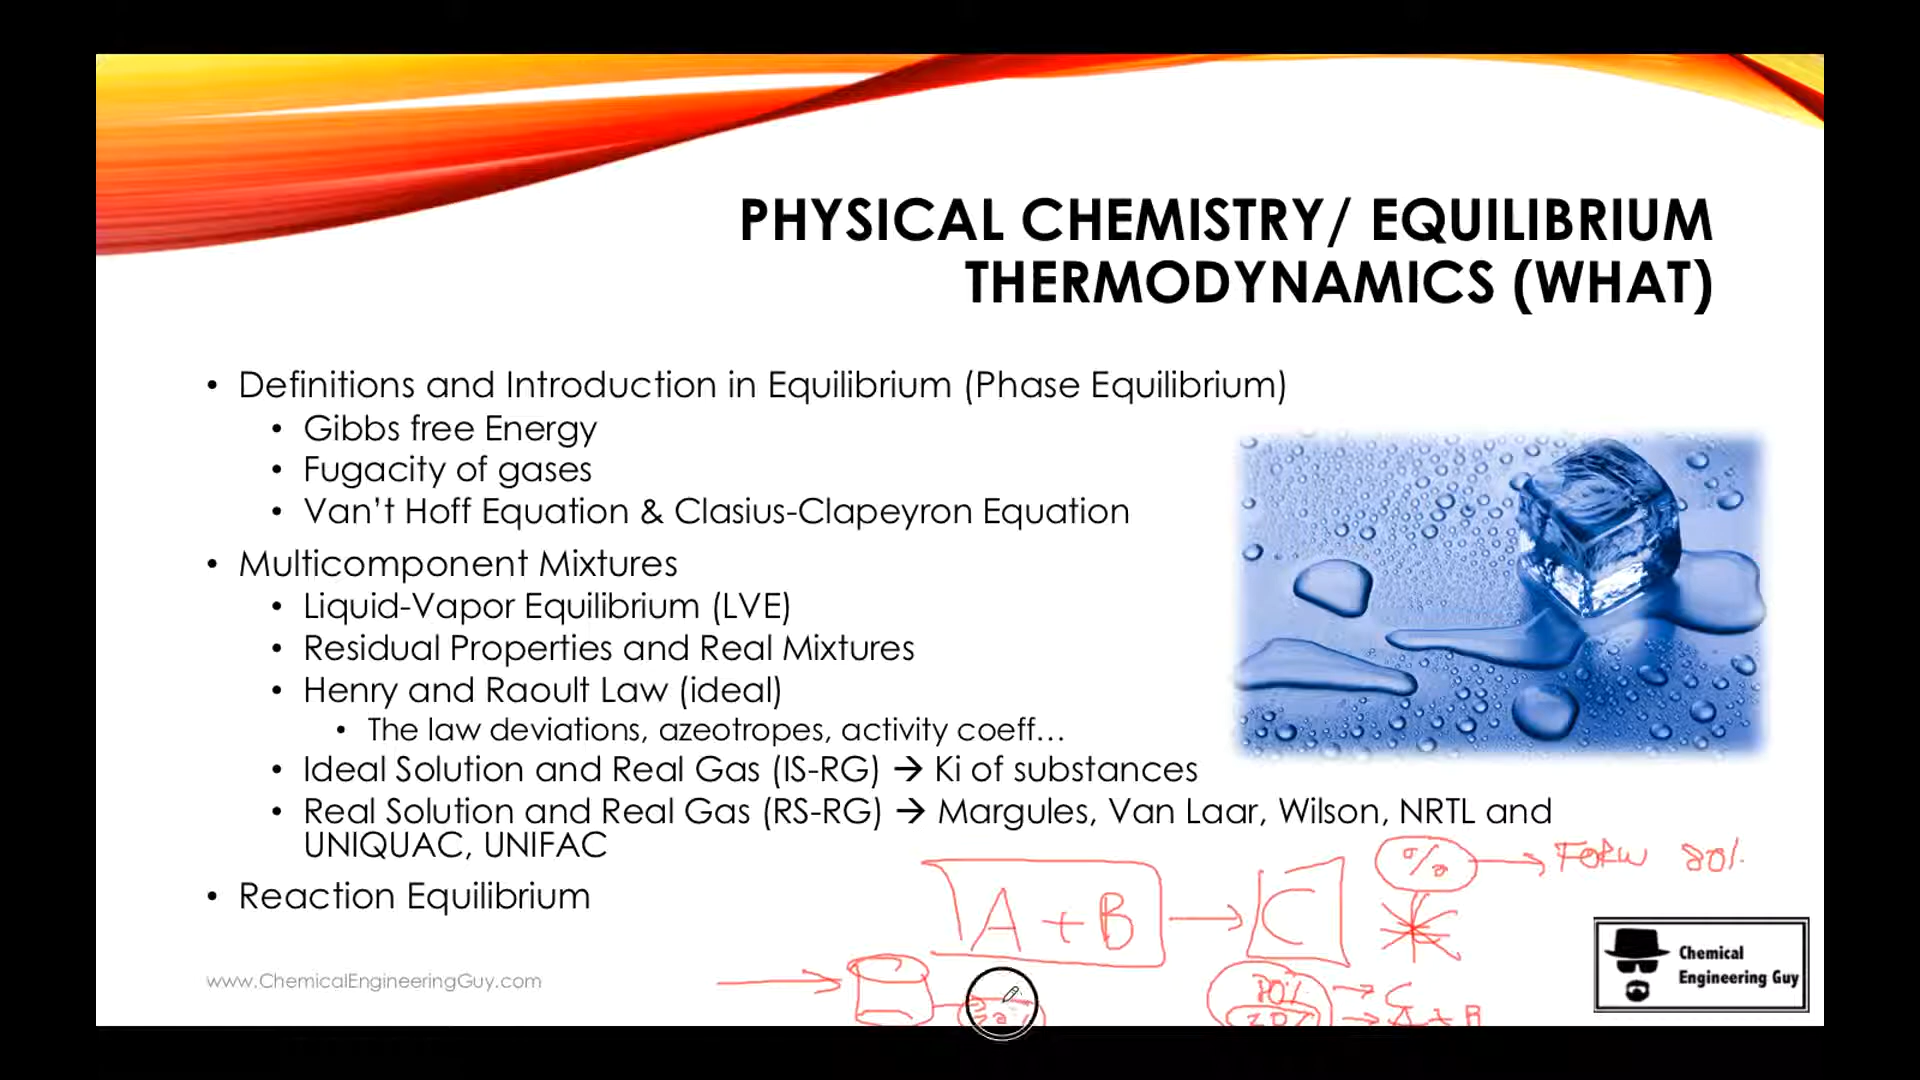 PHYSICAL CHEMISTRY/ EQUILIBRIUM
THERMODYNAMICS (WHAT)
• Definitions and Introduction in Equilibrium (Phase Equilibrium)
• Gibbs free Energy
• Fugacity of gases
• Van’t Hoff Equation & Clasius-Clapeyron Equation
• Multicomponent Mixtures
• Liquid-Vapor Equilibrium (LVE)
• Residual Properties and Real Mixtures
• Henry and Raoult Law (ideal)
• The law deviations, azeotropes, activity coeff…
• Ideal Solution and Real Gas (IS-RG) → Ki of substances
• Real Solution and Real Gas (RS-RG) → Margules, Van Laar, Wilson, NRTL and
UNIQUAC, UNIFAC
• Reaction Equilibrium
% → 80%
A + B → C
→ C
www.ChemicalEngineeringGuy.com
Chemical
Engineering Guy